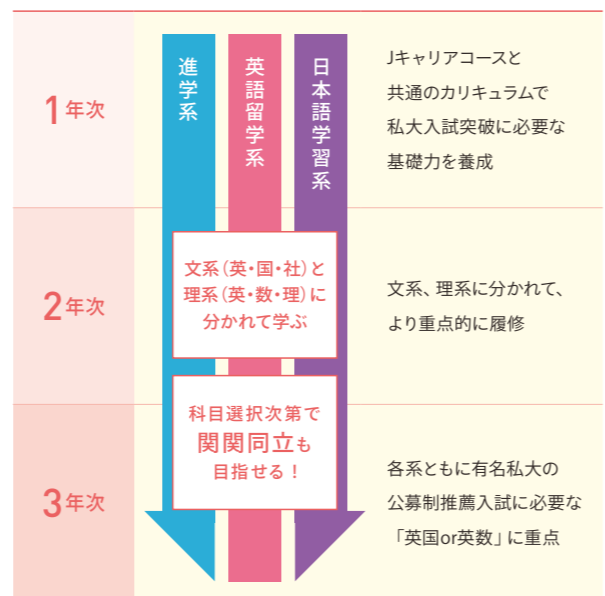 1年次
進学系
英語留学系
日本語学習系
Jキャリアコースと
共通のカリキュラムで
私大入試突破に必要な
基礎力を養成
2年次
文系（英・国・社）と
理系（英・数・理）に
分かれて学ぶ
文系、理系に分かれて、
より重点的に履修
3年次
科目選択次第で
関関同立も
目指せる！
各系ともに有名私大の
公募制推薦入試に必要な
「英国or英数」に重点